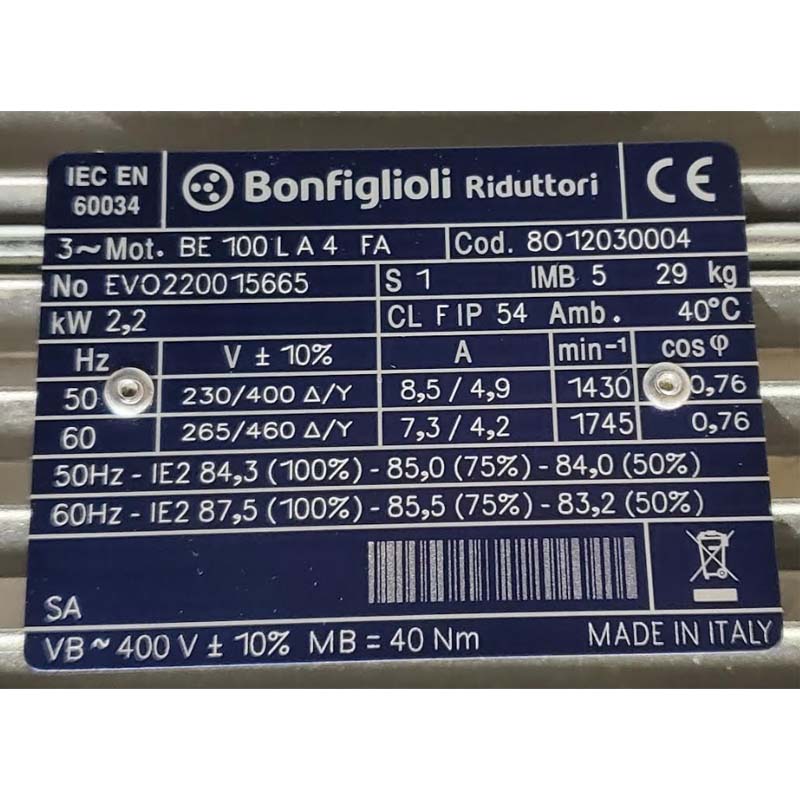 IEC EN
60034
Bonfiglioli Riduttori
CE
3~Mot. BE 100 L A 4 FA Cod. 8012030004
No EVO220015665 S 1 IMB 5 29 kg
kW 2,2 CL F IP 54 Amb. 40°C
Hz V ± 10% A min-1 cos φ
50 230/400 Δ/Y 8,5 / 4,9 1430 0,76
60 265/460 Δ/Y 7,3 / 4,2 1745 0,76
50Hz - IE2 84,3 (100%) - 85,0 (75%) - 84,0 (50%)
60Hz - IE2 87,5 (100%) - 85,5 (75%) - 83,2 (50%)
SA
VB ~ 400 V ± 10% MB = 40 Nm MADE IN ITALY